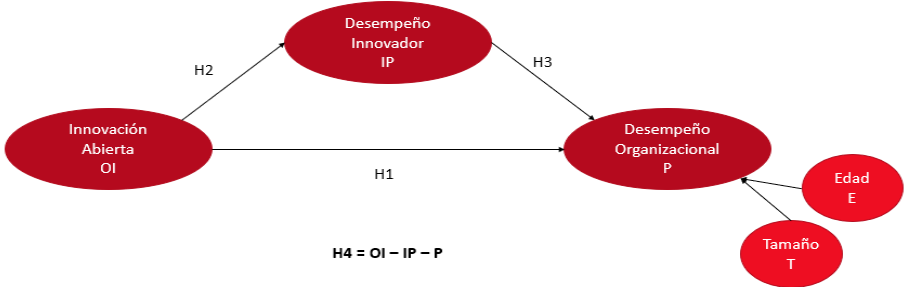 Desempeño
Innovador
IP
H2
H3
Innovación
Abierta
OI
Desempeño
Organizacional
P
H1
Edad
E
Tamaño
T
H4 = OI – IP – P